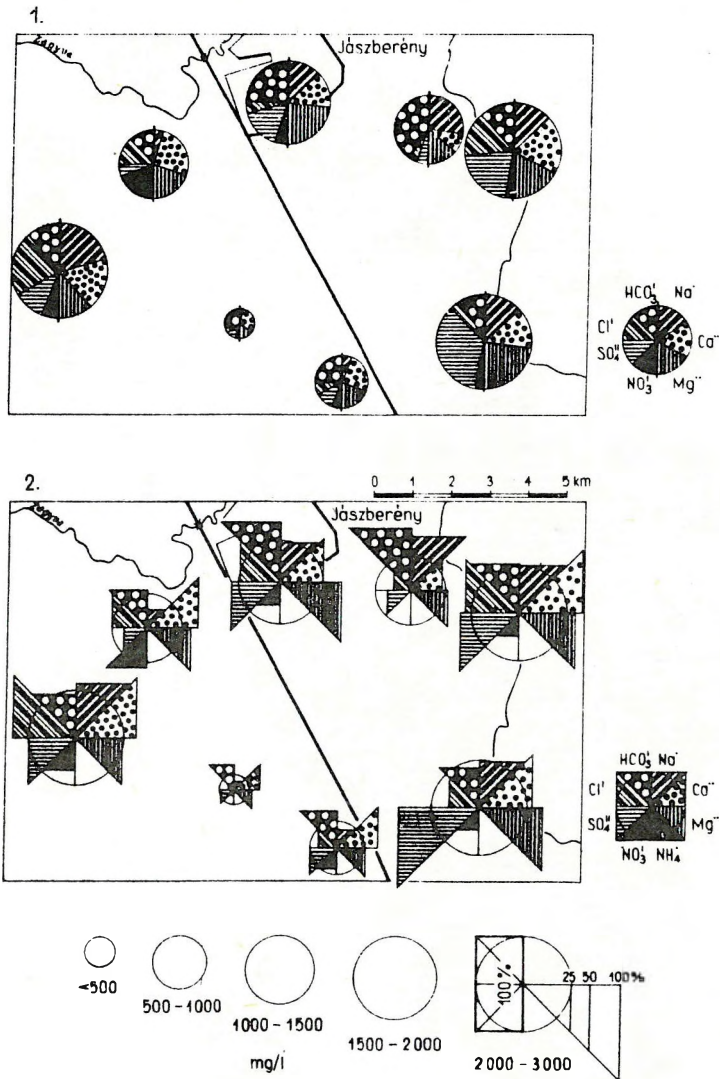 1.
Zagyva
Jászberény
HCO₃' Na·
Cl' Ca··
SO₄'' Mg··
NO₃'
2.
0 1 2 3 4 5 km
Zagyva
Jászberény
HCO₃' Na·
Cl' Ca··
SO₄'' Mg··
NO₃' NH₄·
100%
25 50 100%
<500
500-1000
1000-1500
1500-2000
2000-3000
mg/l